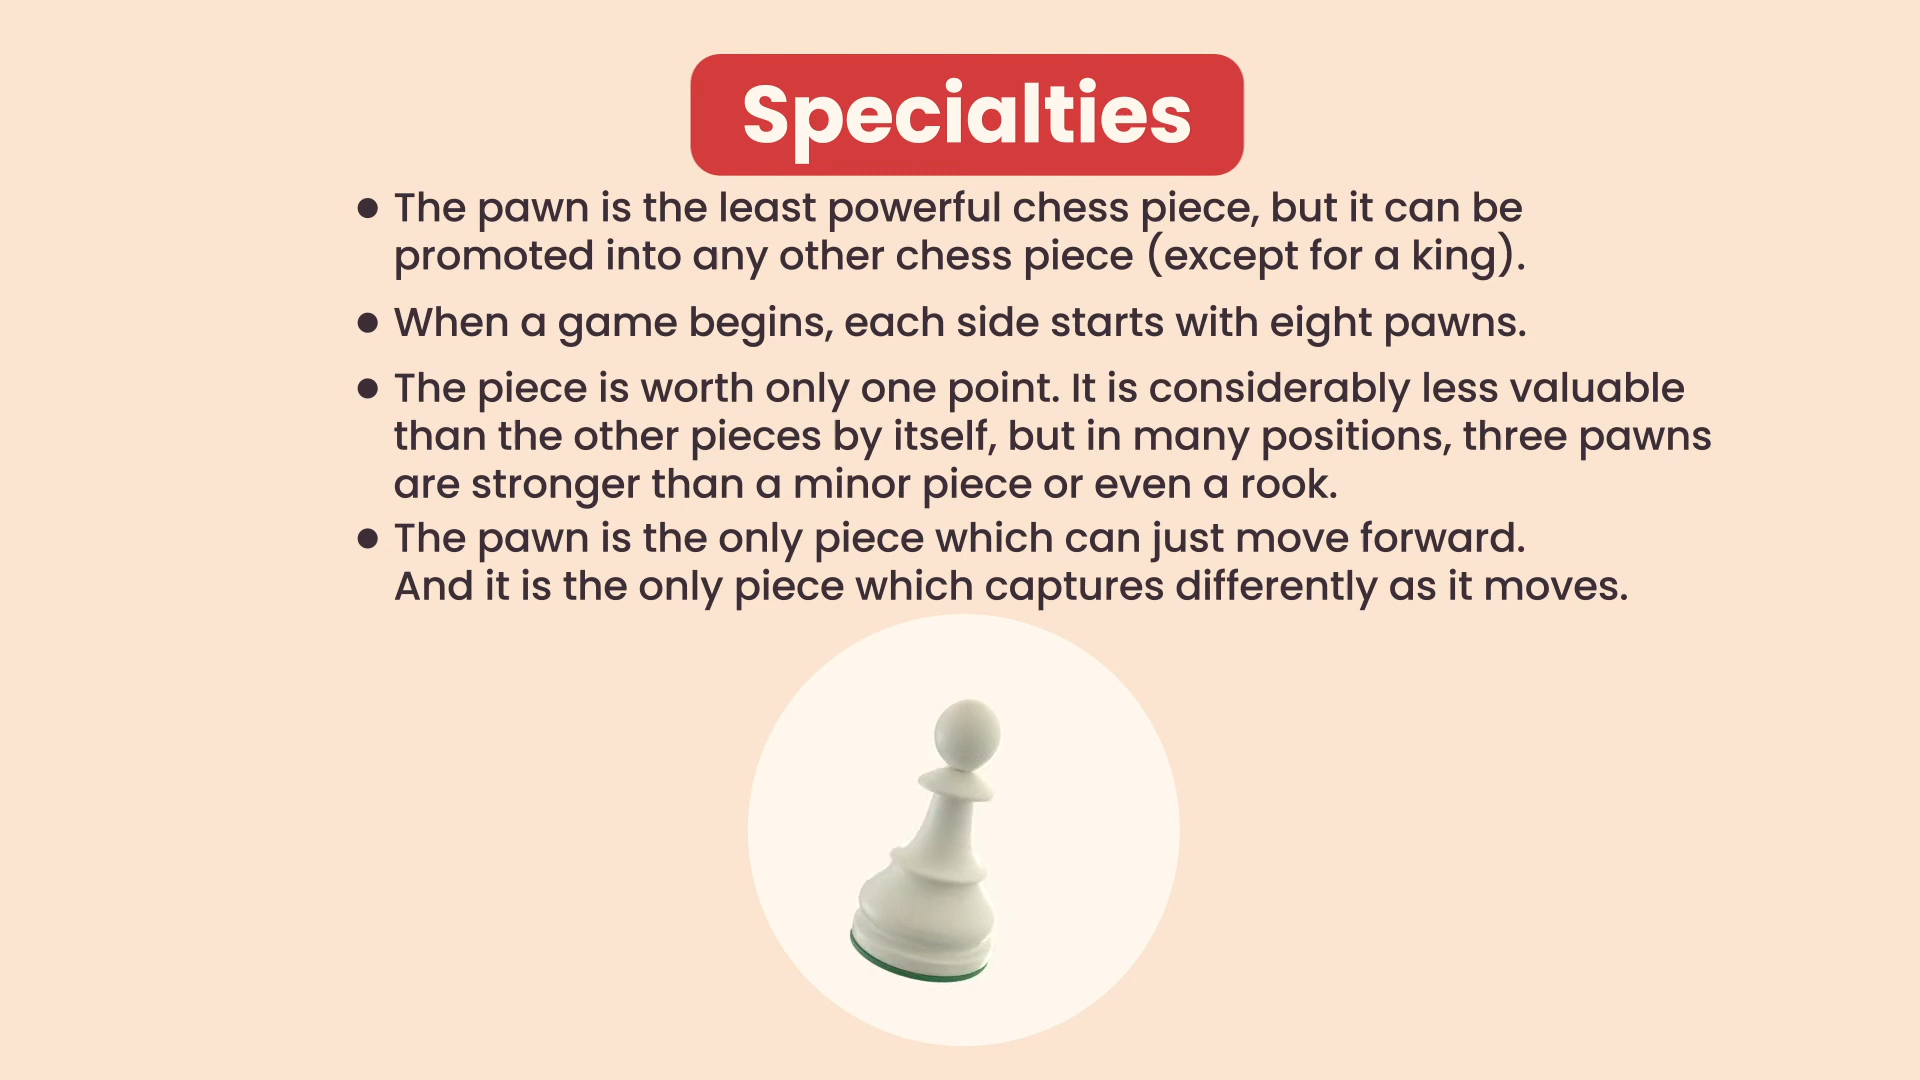 Specialties
● The pawn is the least powerful chess piece, but it can be
promoted into any other chess piece (except for a king).
● When a game begins, each side starts with eight pawns.
● The piece is worth only one point. It is considerably less valuable
than the other pieces by itself, but in many positions, three pawns
are stronger than a minor piece or even a rook.
● The pawn is the only piece which can just move forward.
And it is the only piece which captures differently as it moves.